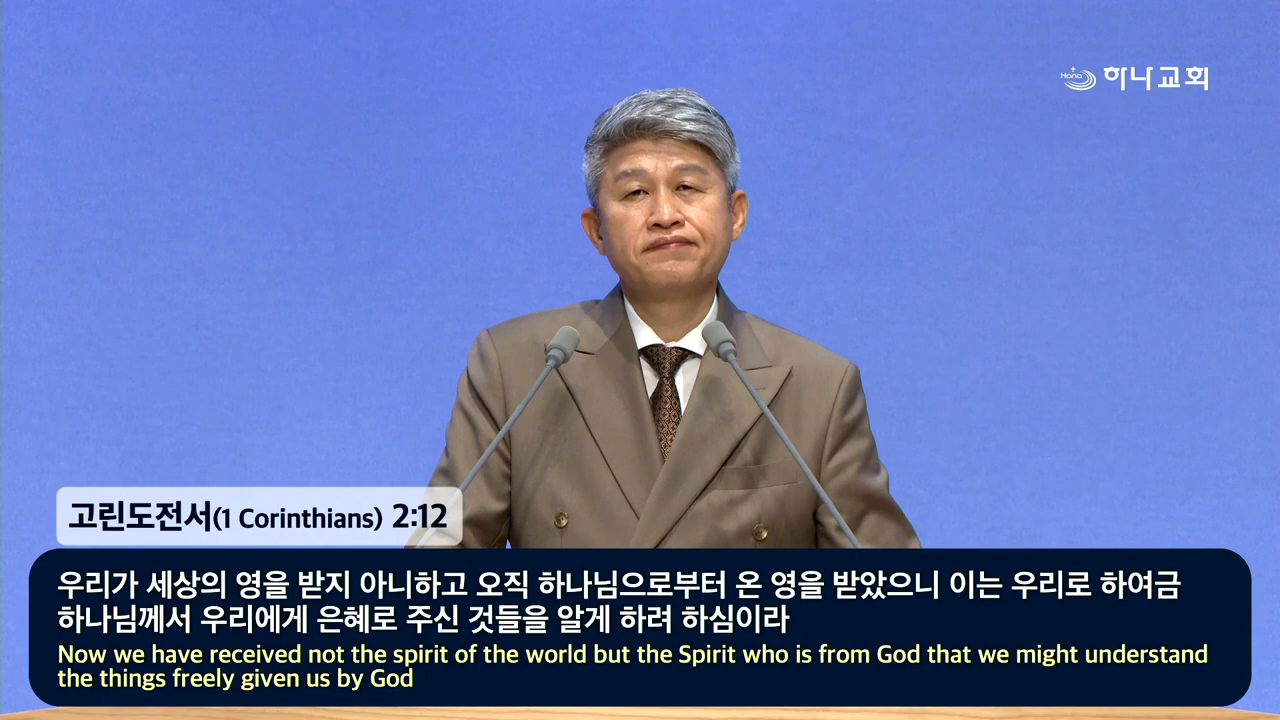 Hana 하나교회
고린도전서(1 Corinthians) 2:12
우리가 세상의 영을 받지 아니하고 오직 하나님으로부터 온 영을 받았으니 이는 우리로 하여금
하나님께서 우리에게 은혜로 주신 것들을 알게 하려 하심이라
Now we have received not the spirit of the world but the Spirit who is from God that we might understand
the things freely given us by God